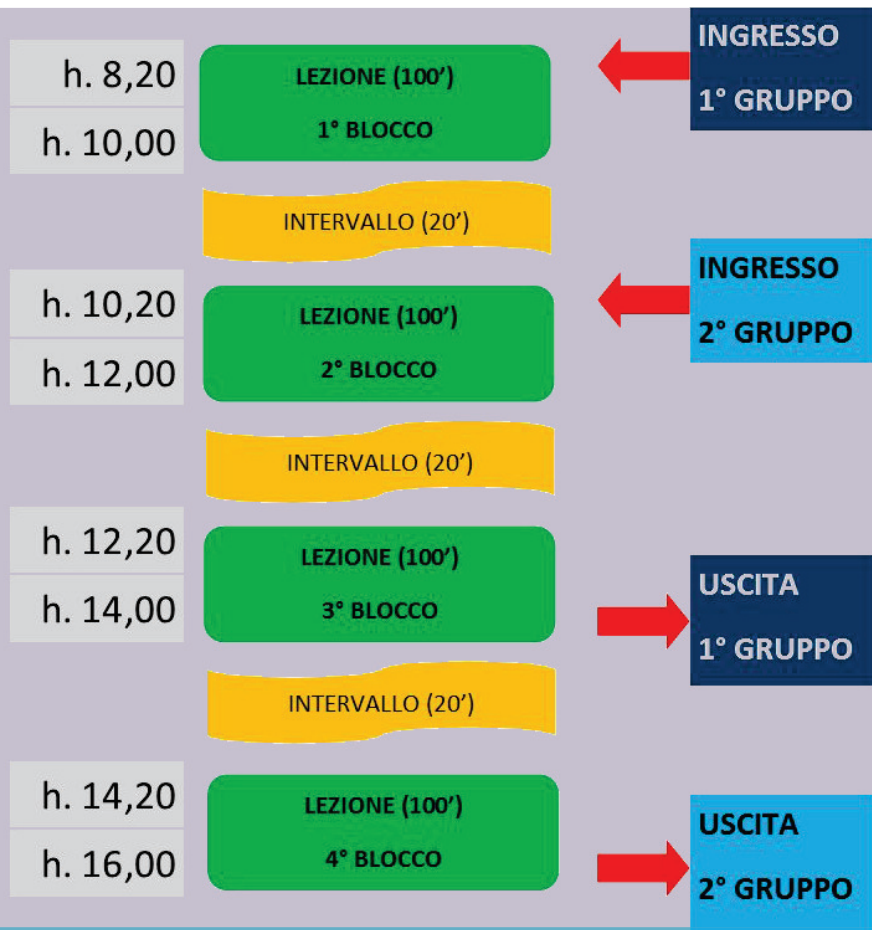 INGRESSO
1° GRUPPO
h. 8,20
LEZIONE (100’)
h. 10,00
1° BLOCCO
INTERVALLO (20’)
INGRESSO
2° GRUPPO
h. 10,20
LEZIONE (100’)
h. 12,00
2° BLOCCO
INTERVALLO (20’)
h. 12,20
LEZIONE (100’)
h. 14,00
3° BLOCCO
USCITA
1° GRUPPO
INTERVALLO (20’)
h. 14,20
LEZIONE (100’)
h. 16,00
4° BLOCCO
USCITA
2° GRUPPO